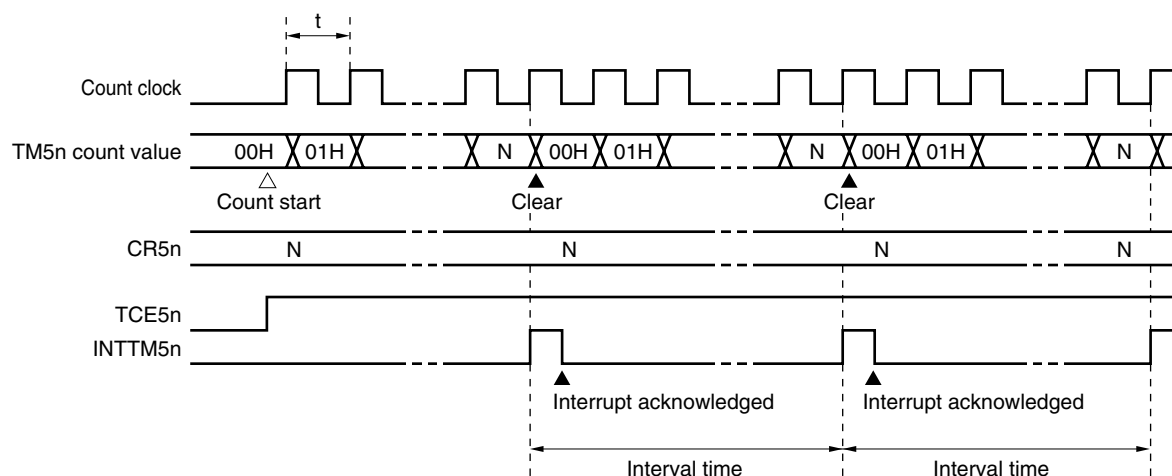 t
Count clock
TM5n count value 00H 01H N 00H 01H N 00H 01H N
Count start Clear Clear
CR5n N N N N
TCE5n
INTTM5n
Interrupt acknowledged Interrupt acknowledged
Interval time Interval time